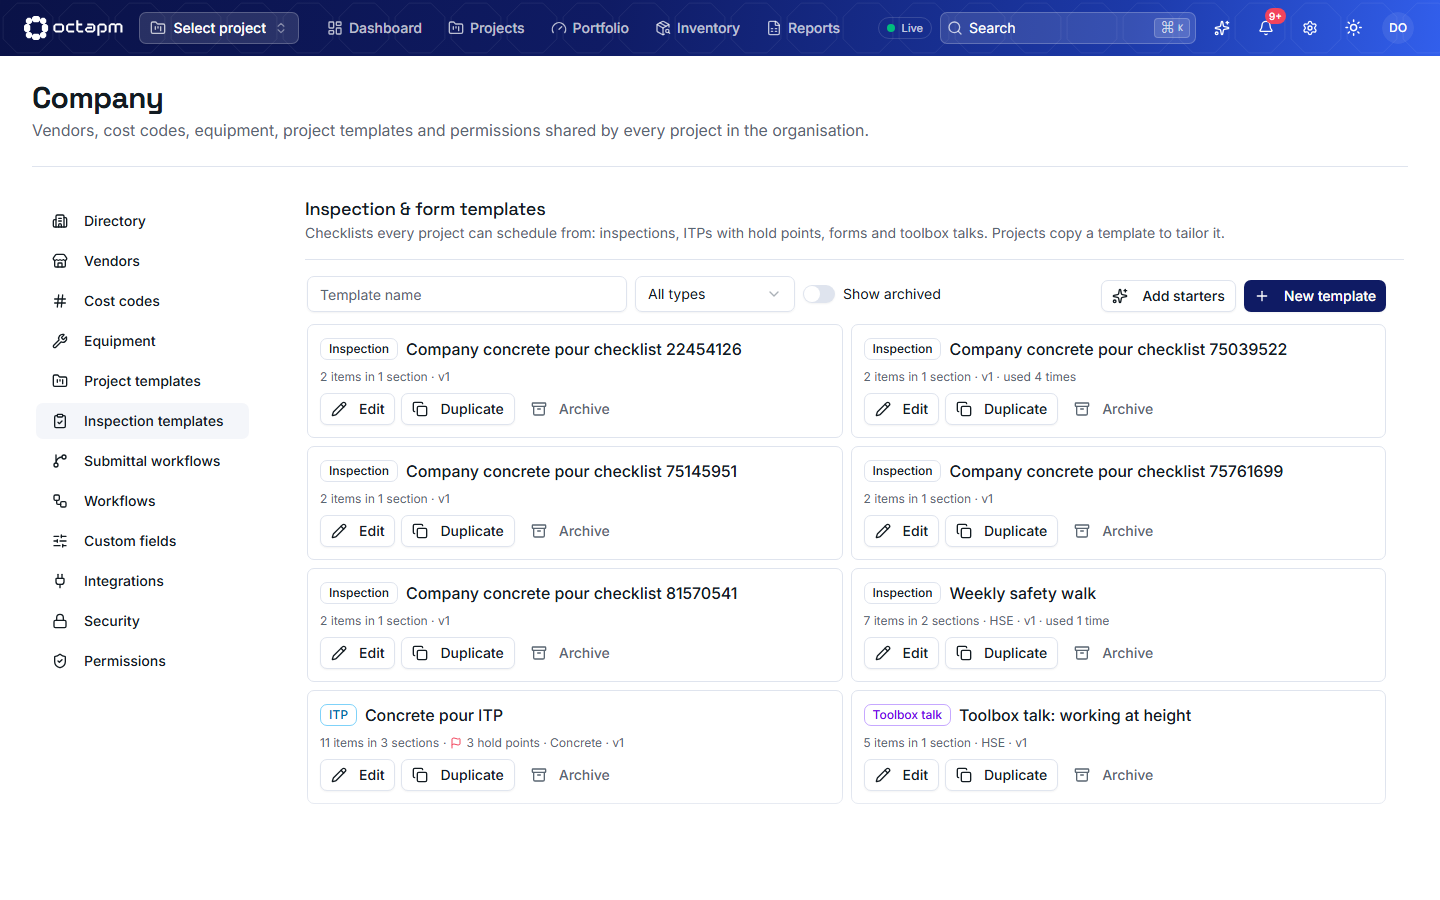 octapm
Select project
Dashboard
Projects
Portfolio
Inventory
Reports
Live
Search
⌘ K
9+
DO
Company
Vendors, cost codes, equipment, project templates and permissions shared by every project in the organisation.
Directory
Vendors
Cost codes
Equipment
Project templates
Inspection templates
Submittal workflows
Workflows
Custom fields
Integrations
Security
Permissions
Inspection & form templates
Checklists every project can schedule from: inspections, ITPs with hold points, forms and toolbox talks. Projects copy a template to tailor it.
Template name
All types
Show archived
Add starters
New template
Inspection Company concrete pour checklist 22454126
2 items in 1 section · v1
Edit Duplicate Archive
Inspection Company concrete pour checklist 75039522
2 items in 1 section · v1 · used 4 times
Edit Duplicate Archive
Inspection Company concrete pour checklist 75145951
2 items in 1 section · v1
Edit Duplicate Archive
Inspection Company concrete pour checklist 75761699
2 items in 1 section · v1
Edit Duplicate Archive
Inspection Company concrete pour checklist 81570541
2 items in 1 section · v1
Edit Duplicate Archive
Inspection Weekly safety walk
7 items in 2 sections · HSE · v1 · used 1 time
Edit Duplicate Archive
ITP Concrete pour ITP
11 items in 3 sections · 3 hold points · Concrete · v1
Edit Duplicate Archive
Toolbox talk Toolbox talk: working at height
5 items in 1 section · HSE · v1
Edit Duplicate Archive